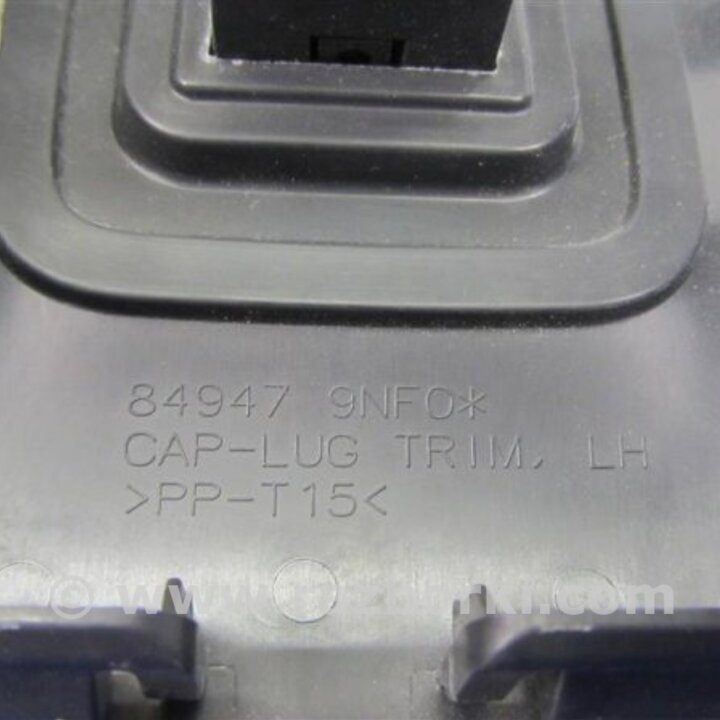 84947 9NF0*
CAP-LUG TRIM, LH
>PP-T15<